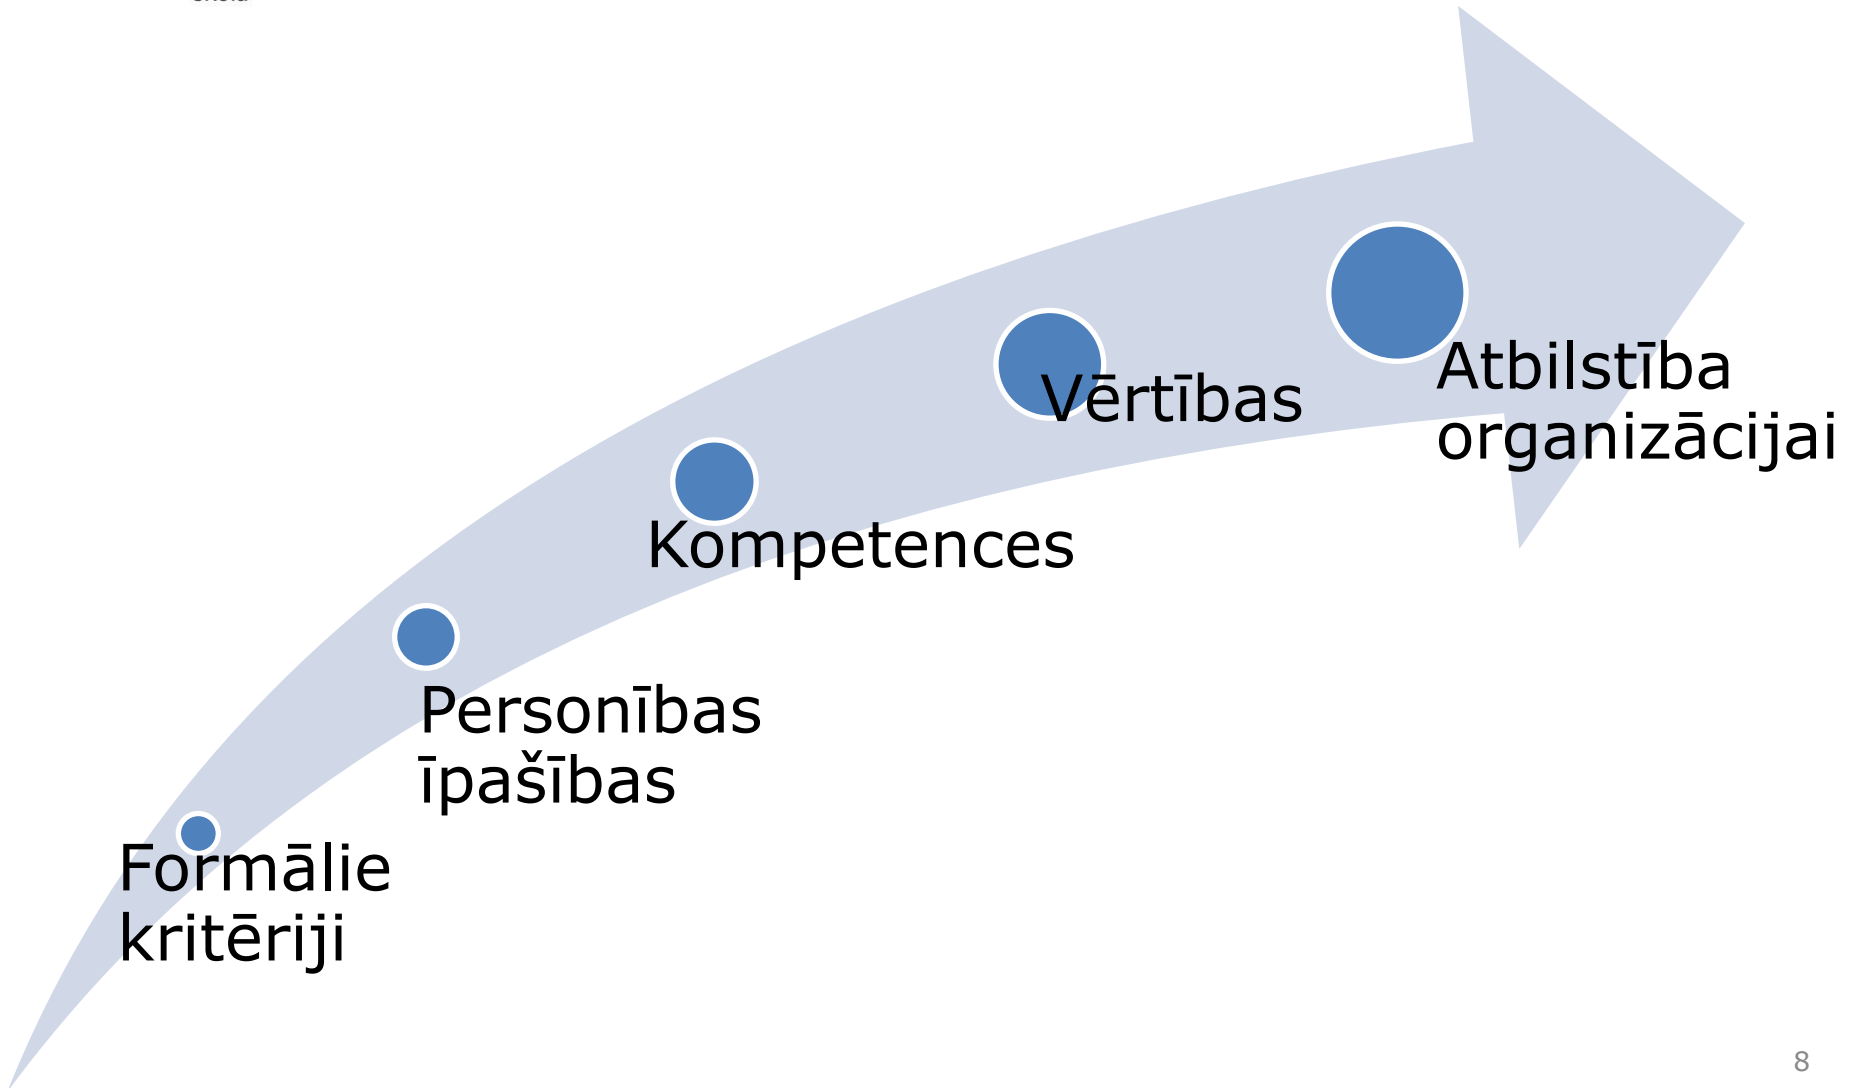 Atbilstība
organizācijai
Vērtības
Kompetences
Personības
īpašības
Formālie
kritēriji
8